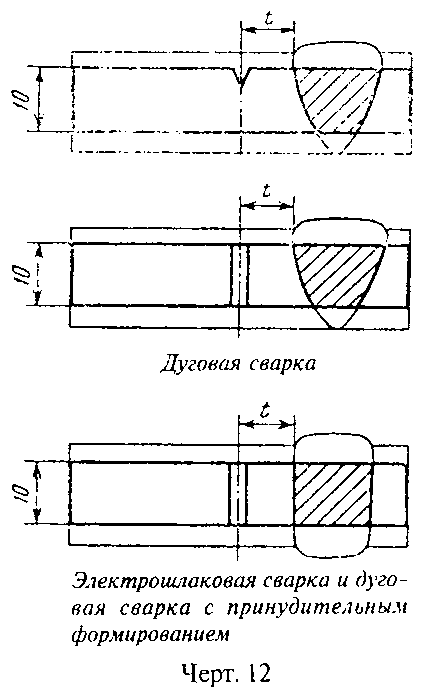 t
10
t
10
Дуговая сварка
t
10
Электрошлаковая сварка и дуго-
вая сварка с принудительным
формированием
Черт. 12